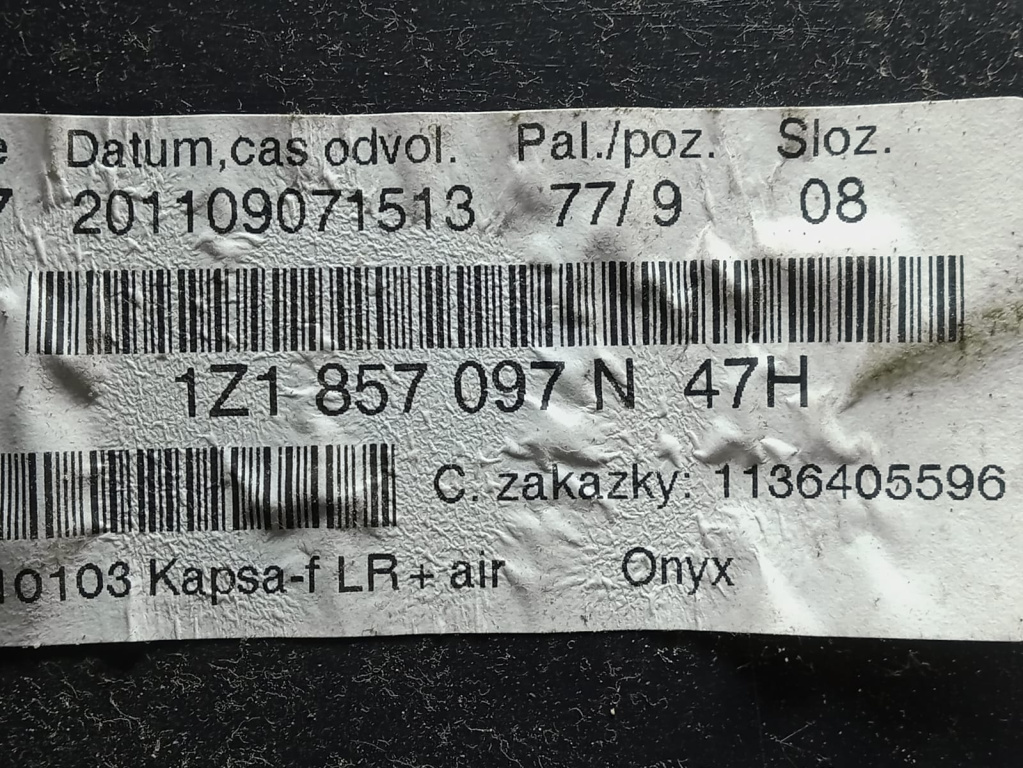 e Datum,cas odvol. Pal./poz. Sloz.
7 201109071513 77/ 9 08
1Z1 857 097 N 47H
C. zakazky: 1136405596
10103 Kapsa-f LR + air Onyx